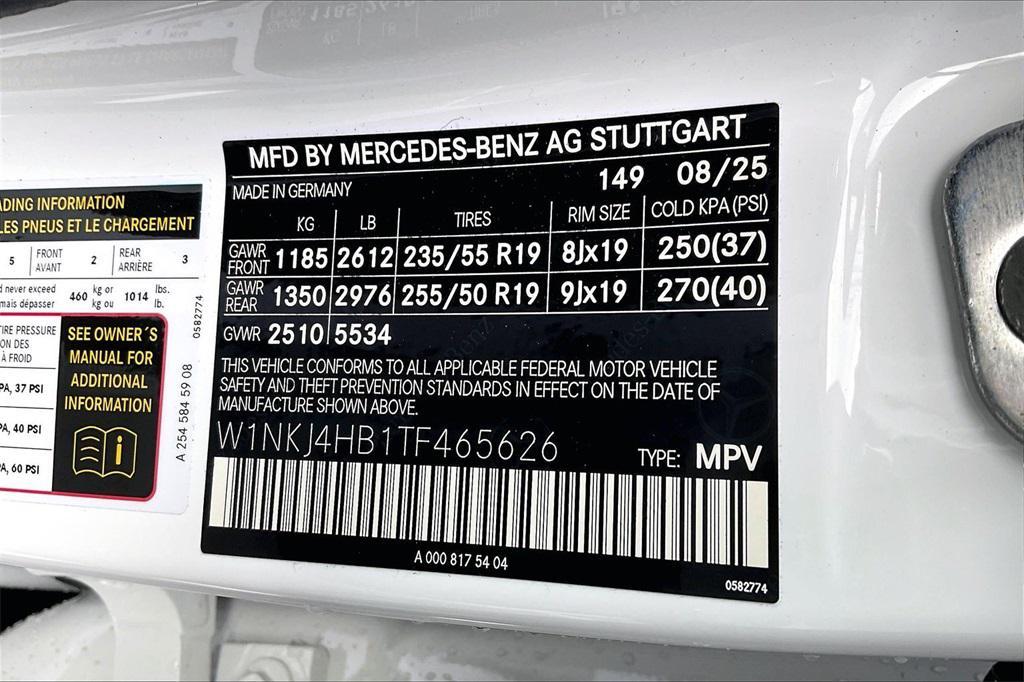 ADING INFORMATION
LES PNEUS ET LE CHARGEMENT
5 FRONT AVANT 2 REAR ARRIÈRE 3
d never exceed 460 kg or 1014 lbs.
mais dépasser kg ou lb.
TIRE PRESSURE
ON DES
À FROID
PA, 37 PSI
PA, 40 PSI
PA, 60 PSI
SEE OWNER´S
MANUAL FOR
ADDITIONAL
INFORMATION
0582774
A 254 584 59 08
MFD BY MERCEDES-BENZ AG STUTTGART
MADE IN GERMANY 149 08/25
KG LB TIRES RIM SIZE COLD KPA (PSI)
GAWR FRONT 1185 2612 235/55 R19 8Jx19 250(37)
GAWR REAR 1350 2976 255/50 R19 9Jx19 270(40)
GVWR 2510 5534
THIS VEHICLE CONFORMS TO ALL APPLICABLE FEDERAL MOTOR VEHICLE
SAFETY AND THEFT PREVENTION STANDARDS IN EFFECT ON THE DATE OF
MANUFACTURE SHOWN ABOVE.
W1NKJ4HB1TF465626 TYPE: MPV
A 000 817 54 04
0582774